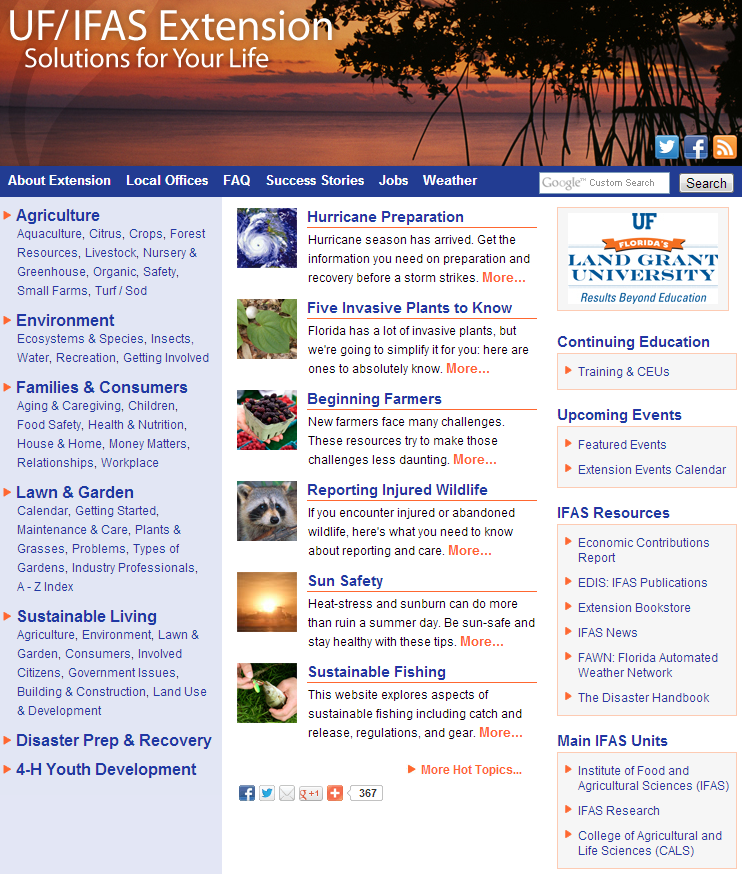 UF/IFAS Extension
Solutions for Your Life
About Extension Local Offices FAQ Success Stories Jobs Weather Google™ Custom Search Search
Agriculture
Aquaculture, Citrus, Crops, Forest
Resources, Livestock, Nursery &
Greenhouse, Organic, Safety,
Small Farms, Turf / Sod
Environment
Ecosystems & Species, Insects,
Water, Recreation, Getting Involved
Families & Consumers
Aging & Caregiving, Children,
Food Safety, Health & Nutrition,
House & Home, Money Matters,
Relationships, Workplace
Lawn & Garden
Calendar, Getting Started,
Maintenance & Care, Plants &
Grasses, Problems, Types of
Gardens, Industry Professionals,
A - Z Index
Sustainable Living
Agriculture, Environment, Lawn &
Garden, Consumers, Involved
Citizens, Government Issues,
Building & Construction, Land Use
& Development
Disaster Prep & Recovery
4-H Youth Development
Hurricane Preparation
Hurricane season has arrived. Get the
information you need on preparation and
recovery before a storm strikes. More...
Five Invasive Plants to Know
Florida has a lot of invasive plants, but
we're going to simplify it for you: here are
ones to absolutely know. More...
Beginning Farmers
New farmers face many challenges.
These resources try to make those
challenges less daunting. More...
Reporting Injured Wildlife
If you encounter injured or abandoned
wildlife, here's what you need to know
about reporting and care. More...
Sun Safety
Heat-stress and sunburn can do more
than ruin a summer day. Be sun-safe and
stay healthy with these tips. More...
Sustainable Fishing
This website explores aspects of
sustainable fishing including catch and
release, regulations, and gear. More...
More Hot Topics...
g +1 367
UF
FLORIDA'S
LAND GRANT
UNIVERSITY
Results Beyond Education
Continuing Education
Training & CEUs
Upcoming Events
Featured Events
Extension Events Calendar
IFAS Resources
Economic Contributions
Report
EDIS: IFAS Publications
Extension Bookstore
IFAS News
FAWN: Florida Automated
Weather Network
The Disaster Handbook
Main IFAS Units
Institute of Food and
Agricultural Sciences (IFAS)
IFAS Research
College of Agricultural and
Life Sciences (CALS)